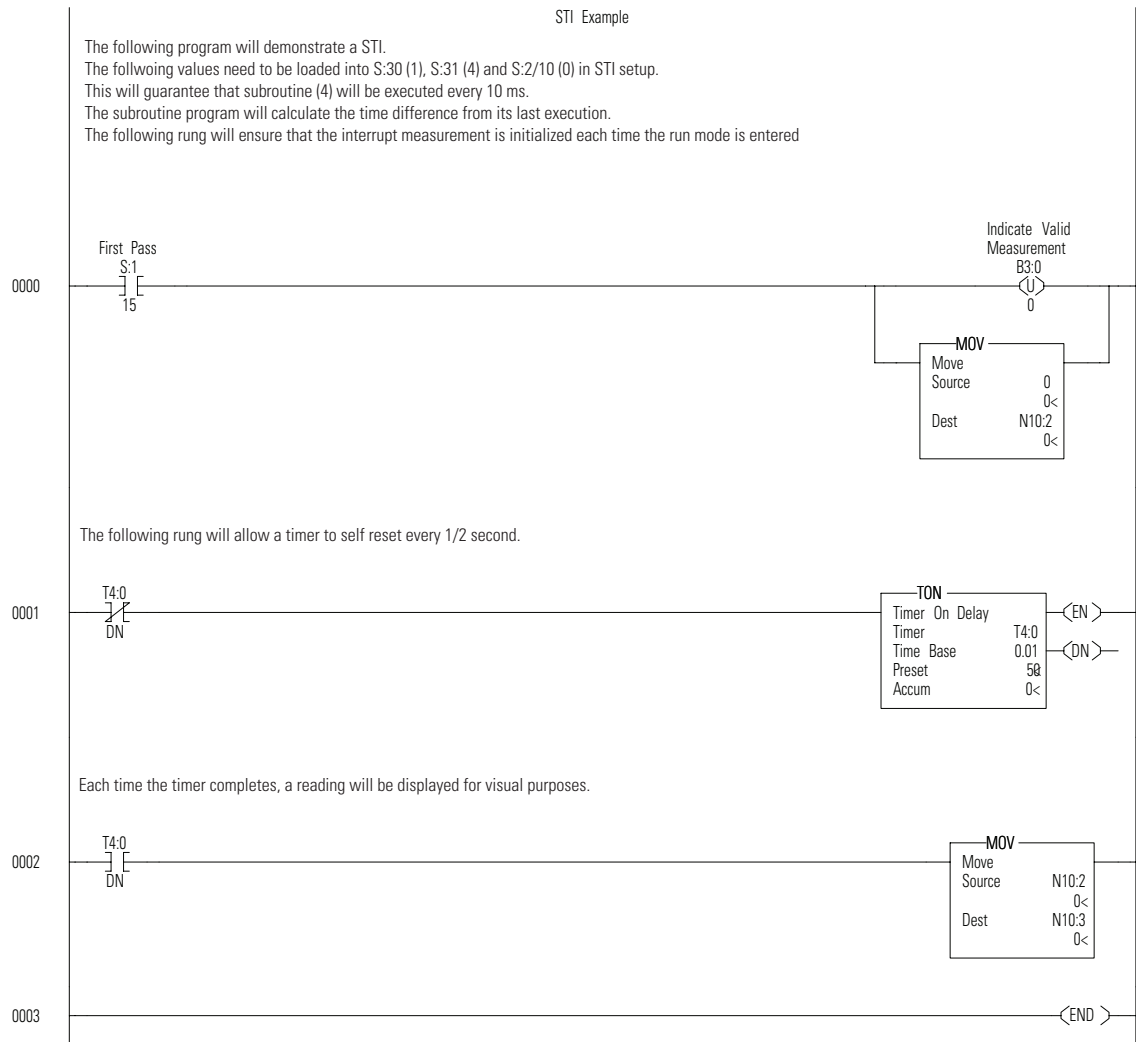 STI Example
The following program will demonstrate a STI.
The follwoing values need to be loaded into S:30 (1), S:31 (4) and S:2/10 (0) in STI setup.
This will guarantee that subroutine (4) will be executed every 10 ms.
The subroutine program will calculate the time difference from its last execution.
The following rung will ensure that the interrupt measurement is initialized each time the run mode is entered
Indicate Valid
Measurement
First Pass
S:1
B3:0
0000
U
15
0
MOV
Move
Source 0
0<
Dest N10:2
0<
The following rung will allow a timer to self reset every 1/2 second.
T4:0
TON
0001
Timer On Delay
EN
DN
Timer T4:0
Time Base 0.01
DN
Preset 50<
Accum 0<
Each time the timer completes, a reading will be displayed for visual purposes.
T4:0
MOV
0002
Move
DN
Source N10:2
0<
Dest N10:3
0<
0003
END